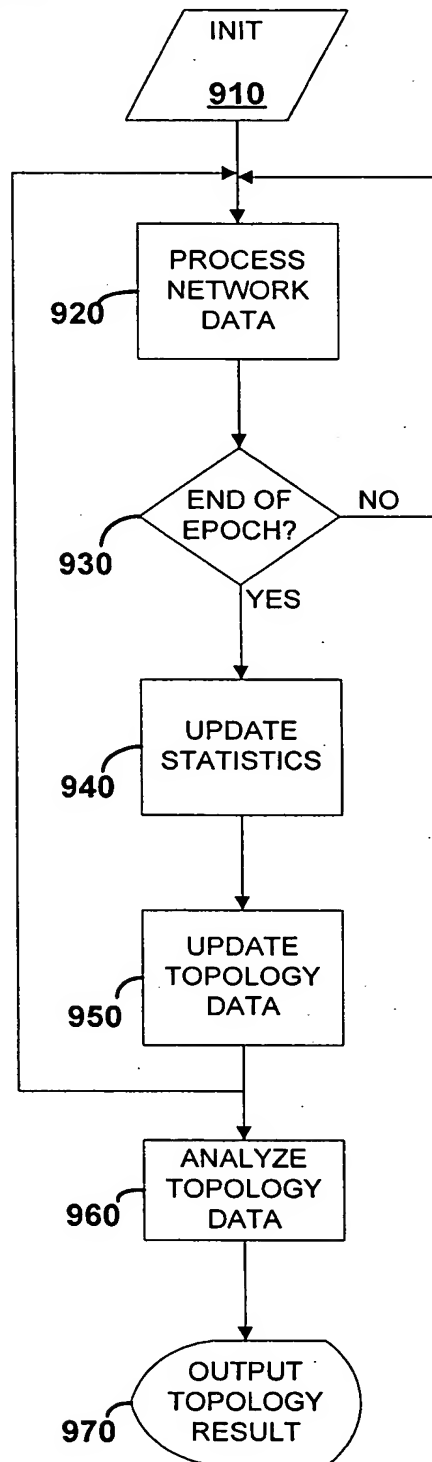 INIT
910
PROCESS
NETWORK
DATA
920
END OF
EPOCH?
NO
930
YES
UPDATE
STATISTICS
940
UPDATE
TOPOLOGY
DATA
950
ANALYZE
TOPOLOGY
DATA
960
OUTPUT
TOPOLOGY
RESULT
970